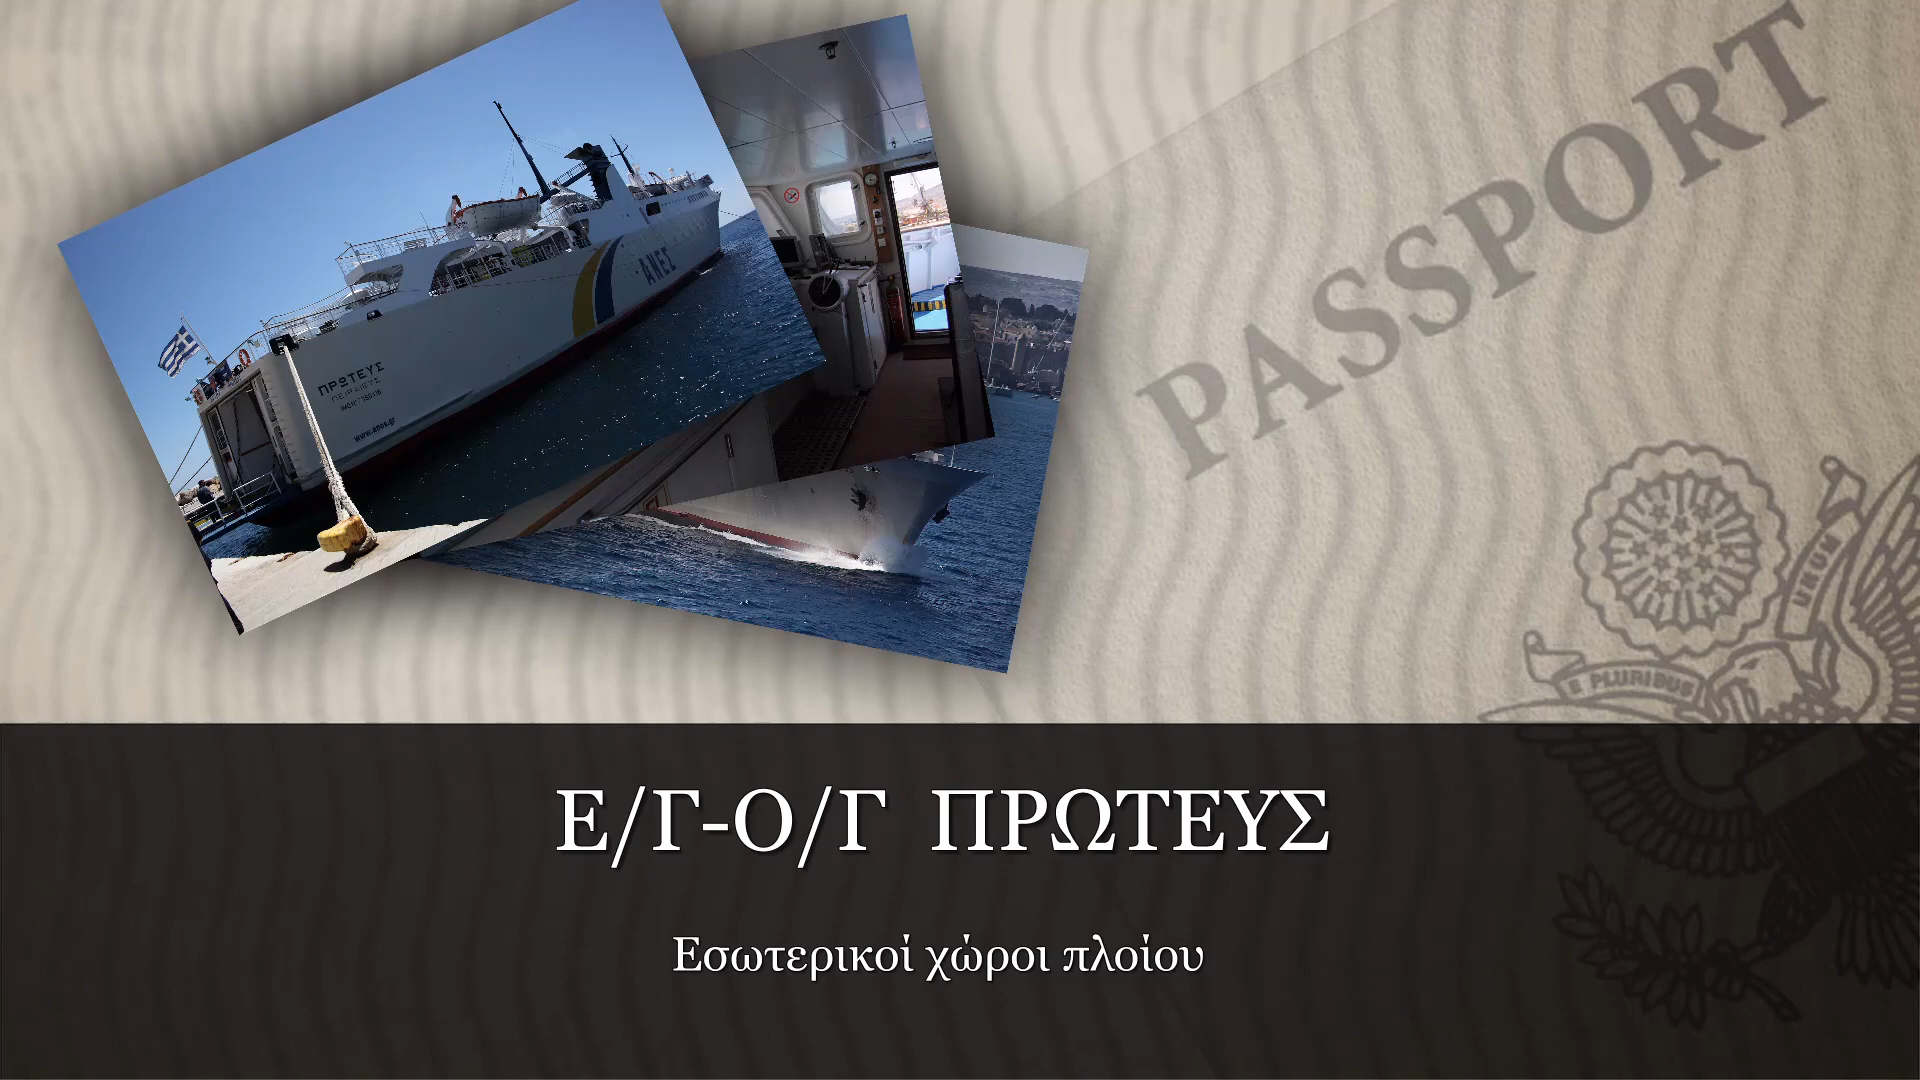 PASSPORT
ΑΝΕΣ
ΠΡΩΤΕΥΣ
ΠΕΙΡΑΙΕΥΣ
www.anes.gr
E PLURIBUS
UNUM
Ε/Γ-Ο/Γ ΠΡΩΤΕΥΣ
Εσωτερικοί χώροι πλοίου